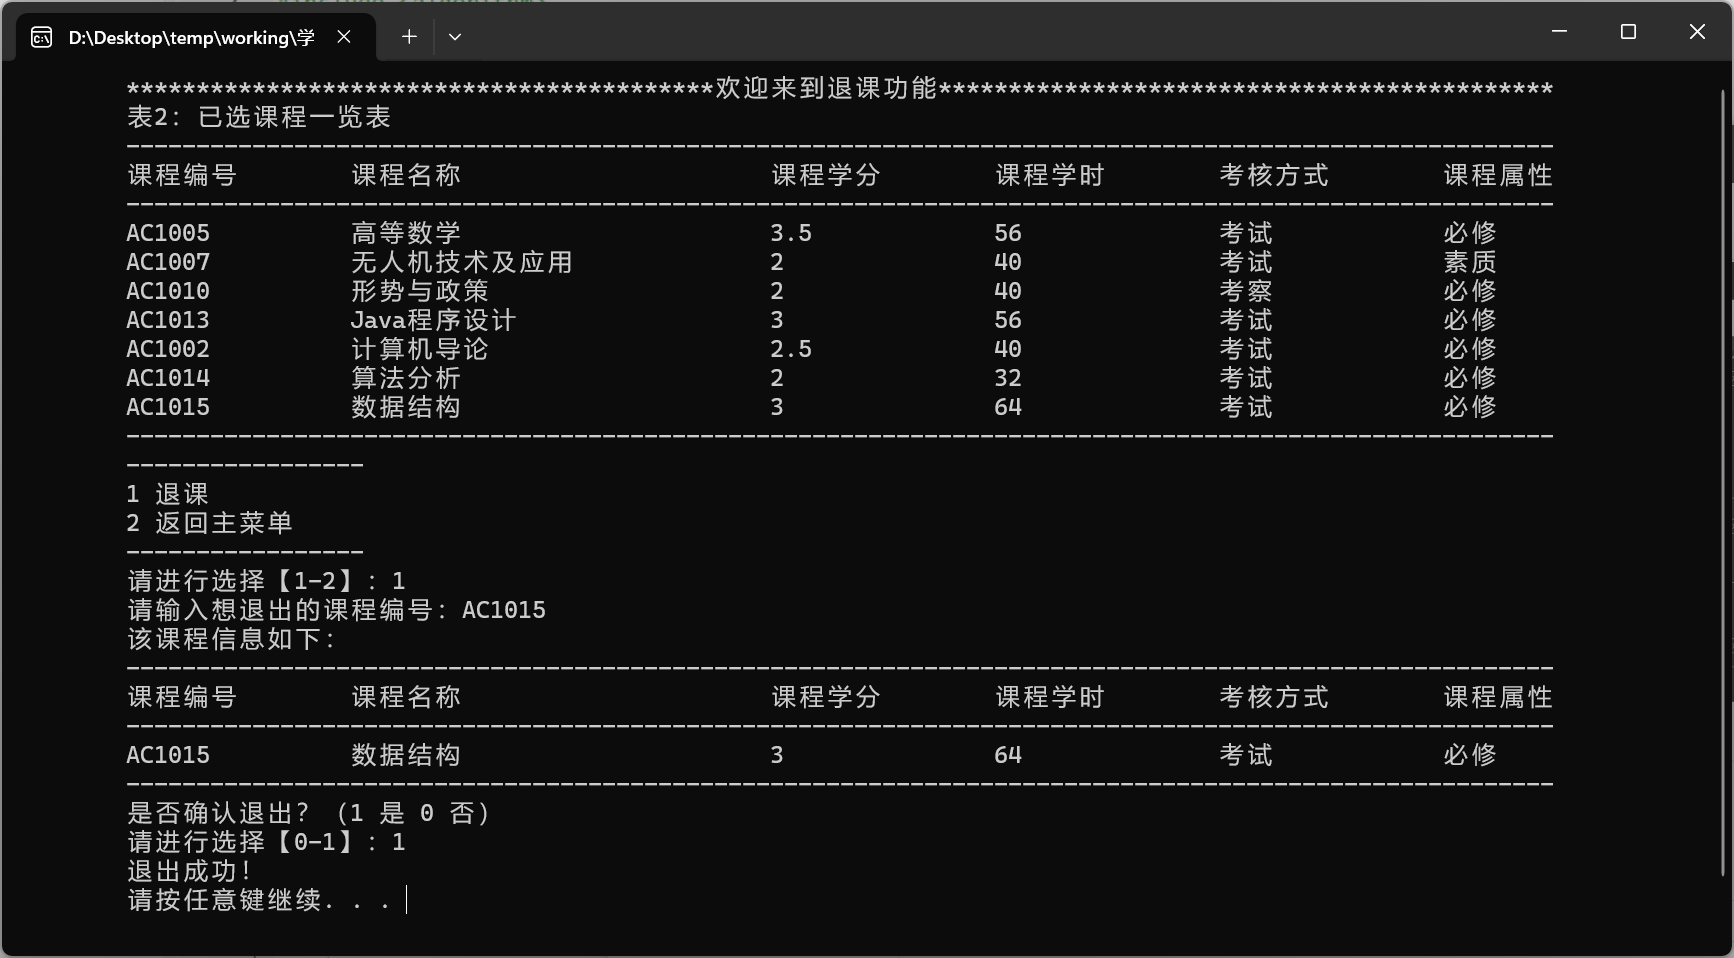 D:\Desktop\temp\working\学
******************************************欢迎来到退课功能********************************************
表2：已选课程一览表
------------------------------------------------------------------------------------------------------
课程编号 课程名称 课程学分 课程学时 考核方式 课程属性
------------------------------------------------------------------------------------------------------
AC1005 高等数学 3.5 56 考试 必修
AC1007 无人机技术及应用 2 40 考试 素质
AC1010 形势与政策 2 40 考察 必修
AC1013 Java程序设计 3 56 考试 必修
AC1002 计算机导论 2.5 40 考试 必修
AC1014 算法分析 2 32 考试 必修
AC1015 数据结构 3 64 考试 必修
------------------------------------------------------------------------------------------------------
-----------------
1 退课
2 返回主菜单
-----------------
请进行选择【1-2】：1
请输入想退出的课程编号：AC1015
该课程信息如下：
------------------------------------------------------------------------------------------------------
课程编号 课程名称 课程学分 课程学时 考核方式 课程属性
------------------------------------------------------------------------------------------------------
AC1015 数据结构 3 64 考试 必修
------------------------------------------------------------------------------------------------------
是否确认退出？（1 是 0 否）
请进行选择【0-1】：1
退出成功！
请按任意键继续. . .